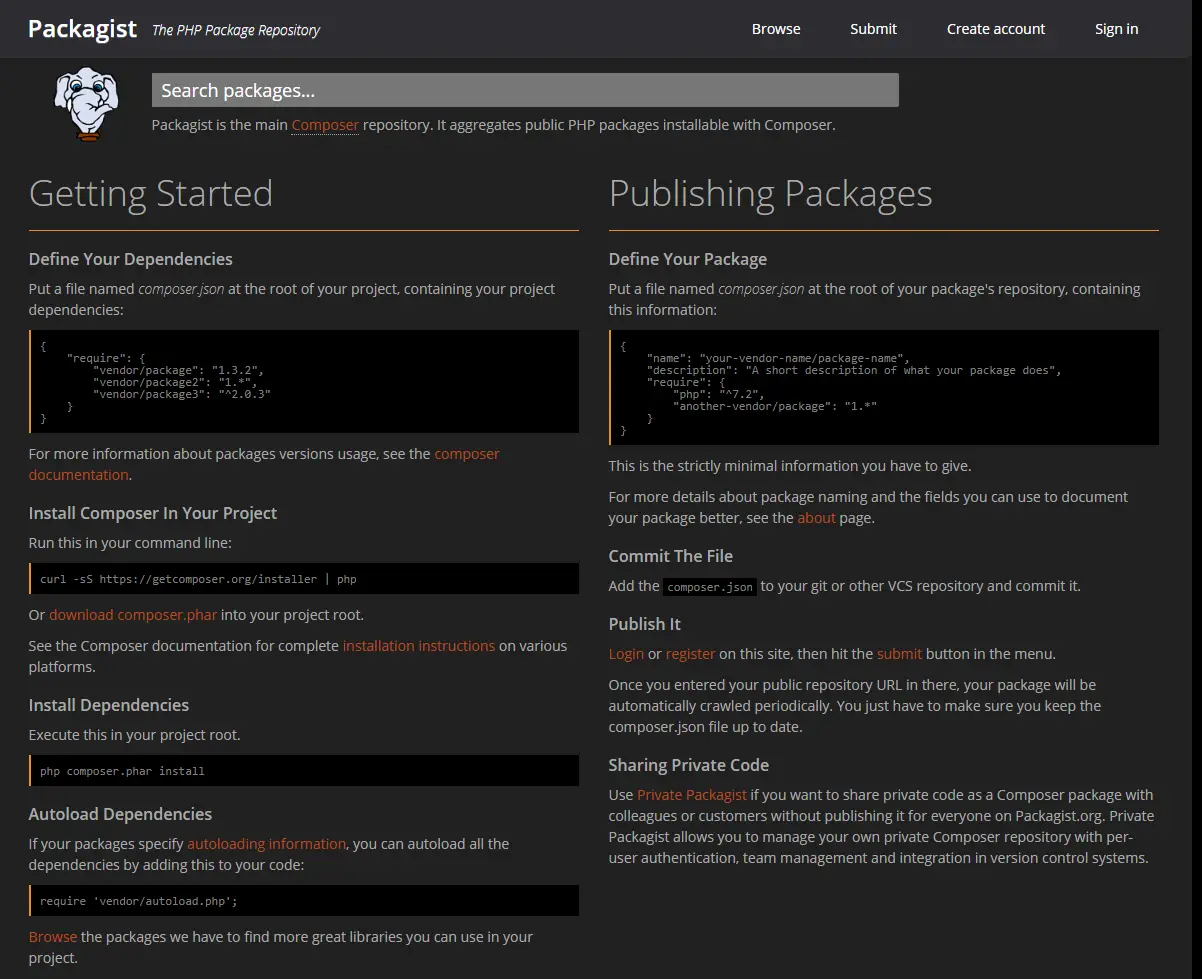 Packagist The PHP Package Repository
Browse Submit Create account Sign in
Search packages...
Packagist is the main Composer repository. It aggregates public PHP packages installable with Composer.
Getting Started
Define Your Dependencies
Put a file named composer.json at the root of your project, containing your project
dependencies:
{
    "require": {
        "vendor/package": "1.3.2",
        "vendor/package2": "1.*",
        "vendor/package3": "^2.0.3"
    }
}
For more information about packages versions usage, see the composer
documentation.
Install Composer In Your Project
Run this in your command line:
curl -sS https://getcomposer.org/installer | php
Or download composer.phar into your project root.
See the Composer documentation for complete installation instructions on various
platforms.
Install Dependencies
Execute this in your project root.
php composer.phar install
Autoload Dependencies
If your packages specify autoloading information, you can autoload all the
dependencies by adding this to your code:
require 'vendor/autoload.php';
Browse the packages we have to find more great libraries you can use in your
project.
Publishing Packages
Define Your Package
Put a file named composer.json at the root of your package's repository, containing
this information:
{
    "name": "your-vendor-name/package-name",
    "description": "A short description of what your package does",
    "require": {
        "php": "^7.2",
        "another-vendor/package": "1.*"
    }
}
This is the strictly minimal information you have to give.
For more details about package naming and the fields you can use to document
your package better, see the about page.
Commit The File
Add the composer.json to your git or other VCS repository and commit it.
Publish It
Login or register on this site, then hit the submit button in the menu.
Once you entered your public repository URL in there, your package will be
automatically crawled periodically. You just have to make sure you keep the
composer.json file up to date.
Sharing Private Code
Use Private Packagist if you want to share private code as a Composer package with
colleagues or customers without publishing it for everyone on Packagist.org. Private
Packagist allows you to manage your own private Composer repository with per-
user authentication, team management and integration in version control systems.